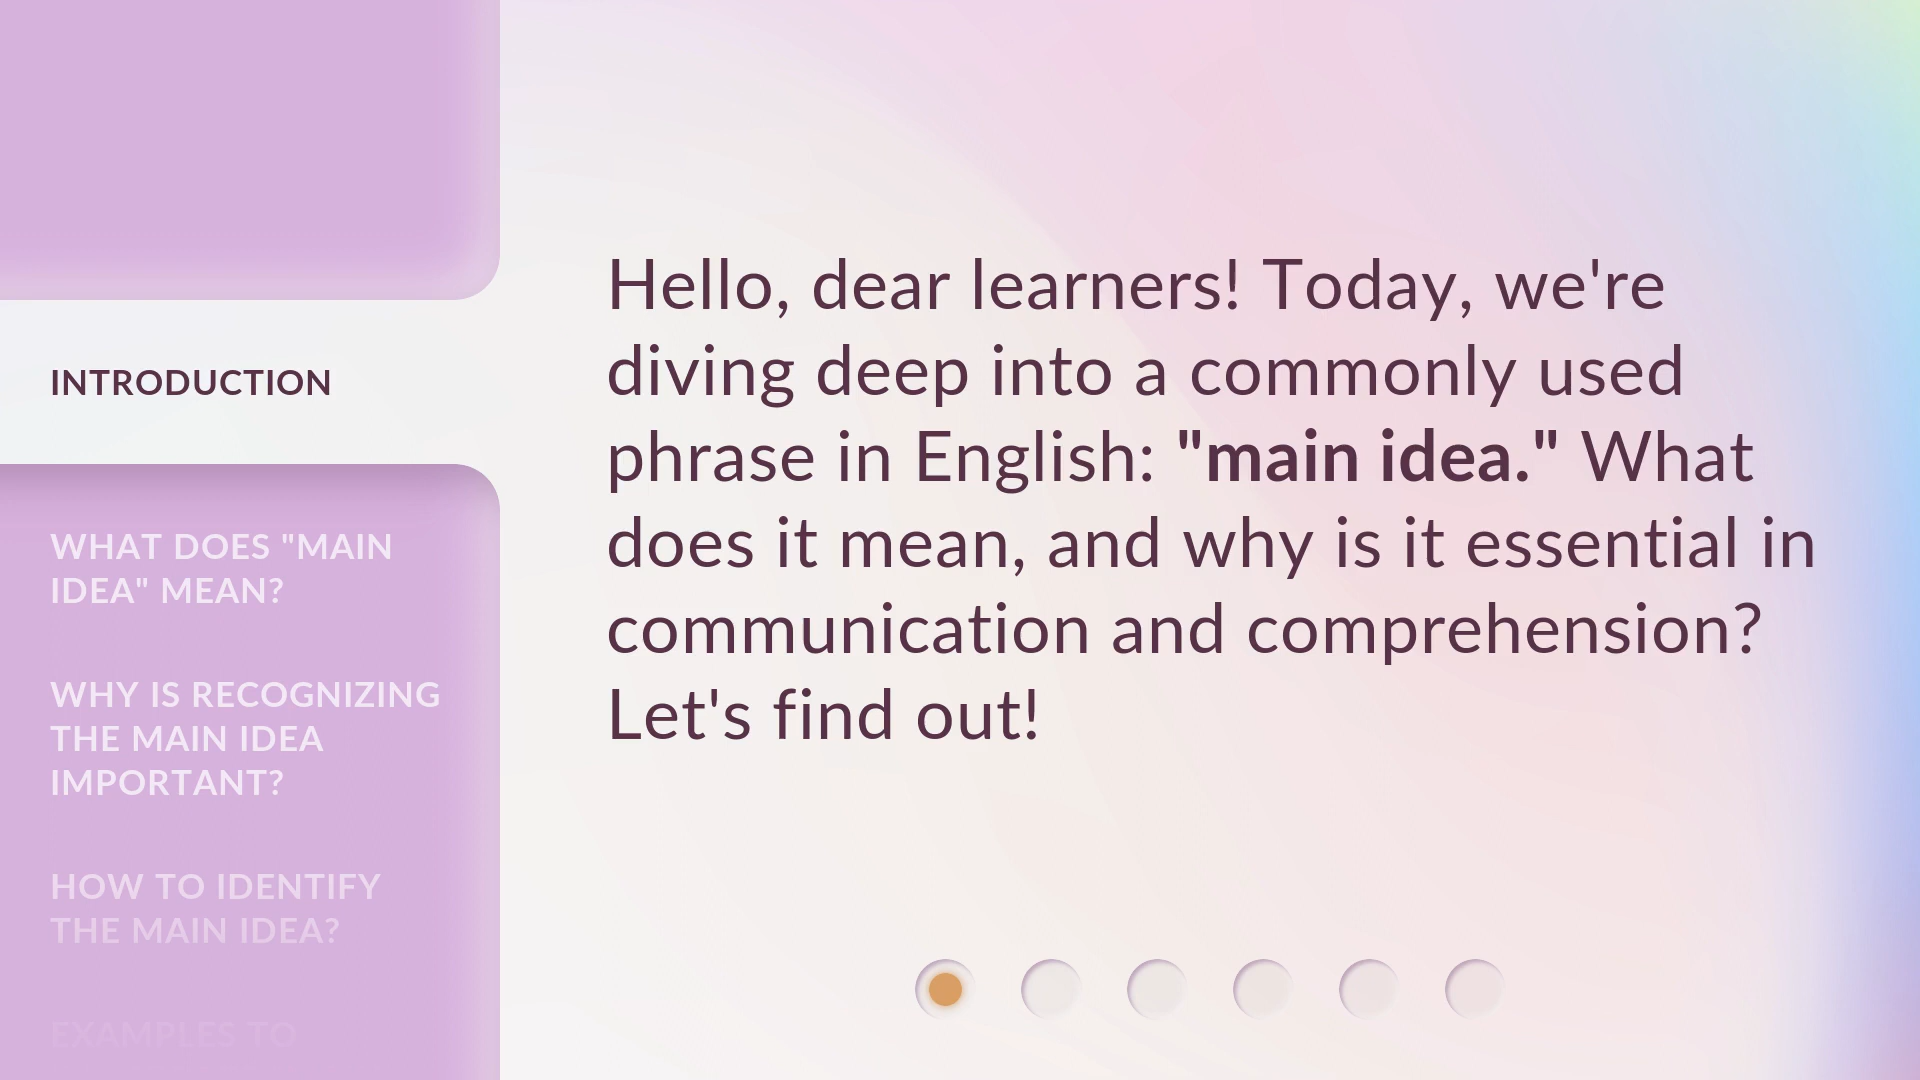 INTRODUCTION
WHAT DOES "MAIN
IDEA" MEAN?
WHY IS RECOGNIZING
THE MAIN IDEA
IMPORTANT?
HOW TO IDENTIFY
THE MAIN IDEA?
EXAMPLES TO
Hello, dear learners! Today, we're
diving deep into a commonly used
phrase in English: "main idea." What
does it mean, and why is it essential in
communication and comprehension?
Let's find out!